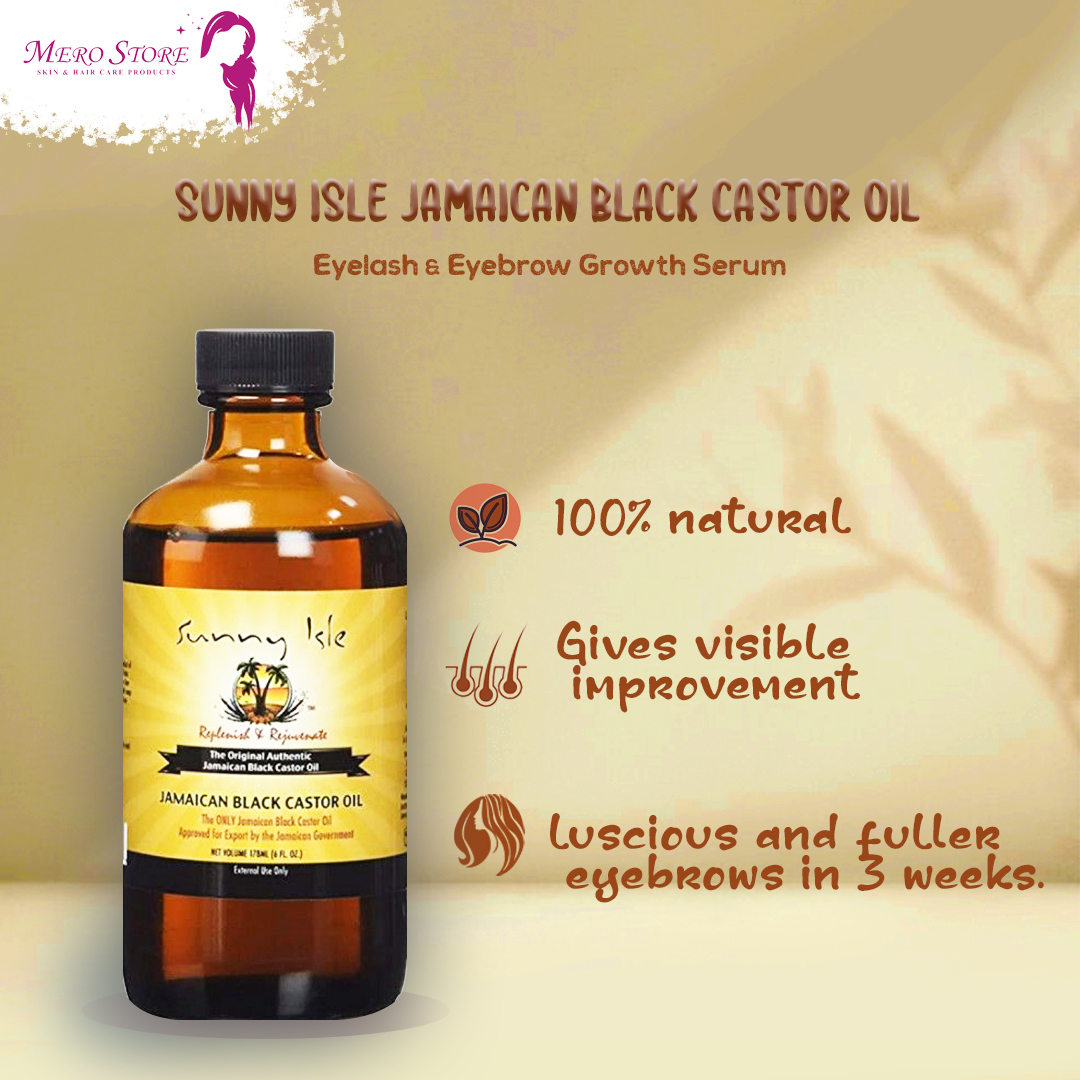 MERO STORE
SKIN & HAIR CARE PRODUCTS
SUNNY ISLE JAMAICAN BLACK CASTOR OIL
Eyelash & Eyebrow Growth Serum
100% natural
Gives visible
improvement
Luscious and fuller
eyebrows in 3 weeks.
Sunny Isle
TM
Replenish & Rejuvenate
The Original Authentic
Jamaican Black Castor Oil
JAMAICAN BLACK CASTOR OIL
The ONLY Jamaican Black Castor Oil
Approved for Export by the Jamaican Government
NET VOLUME 178ML (6 FL. OZ.)
External Use Only